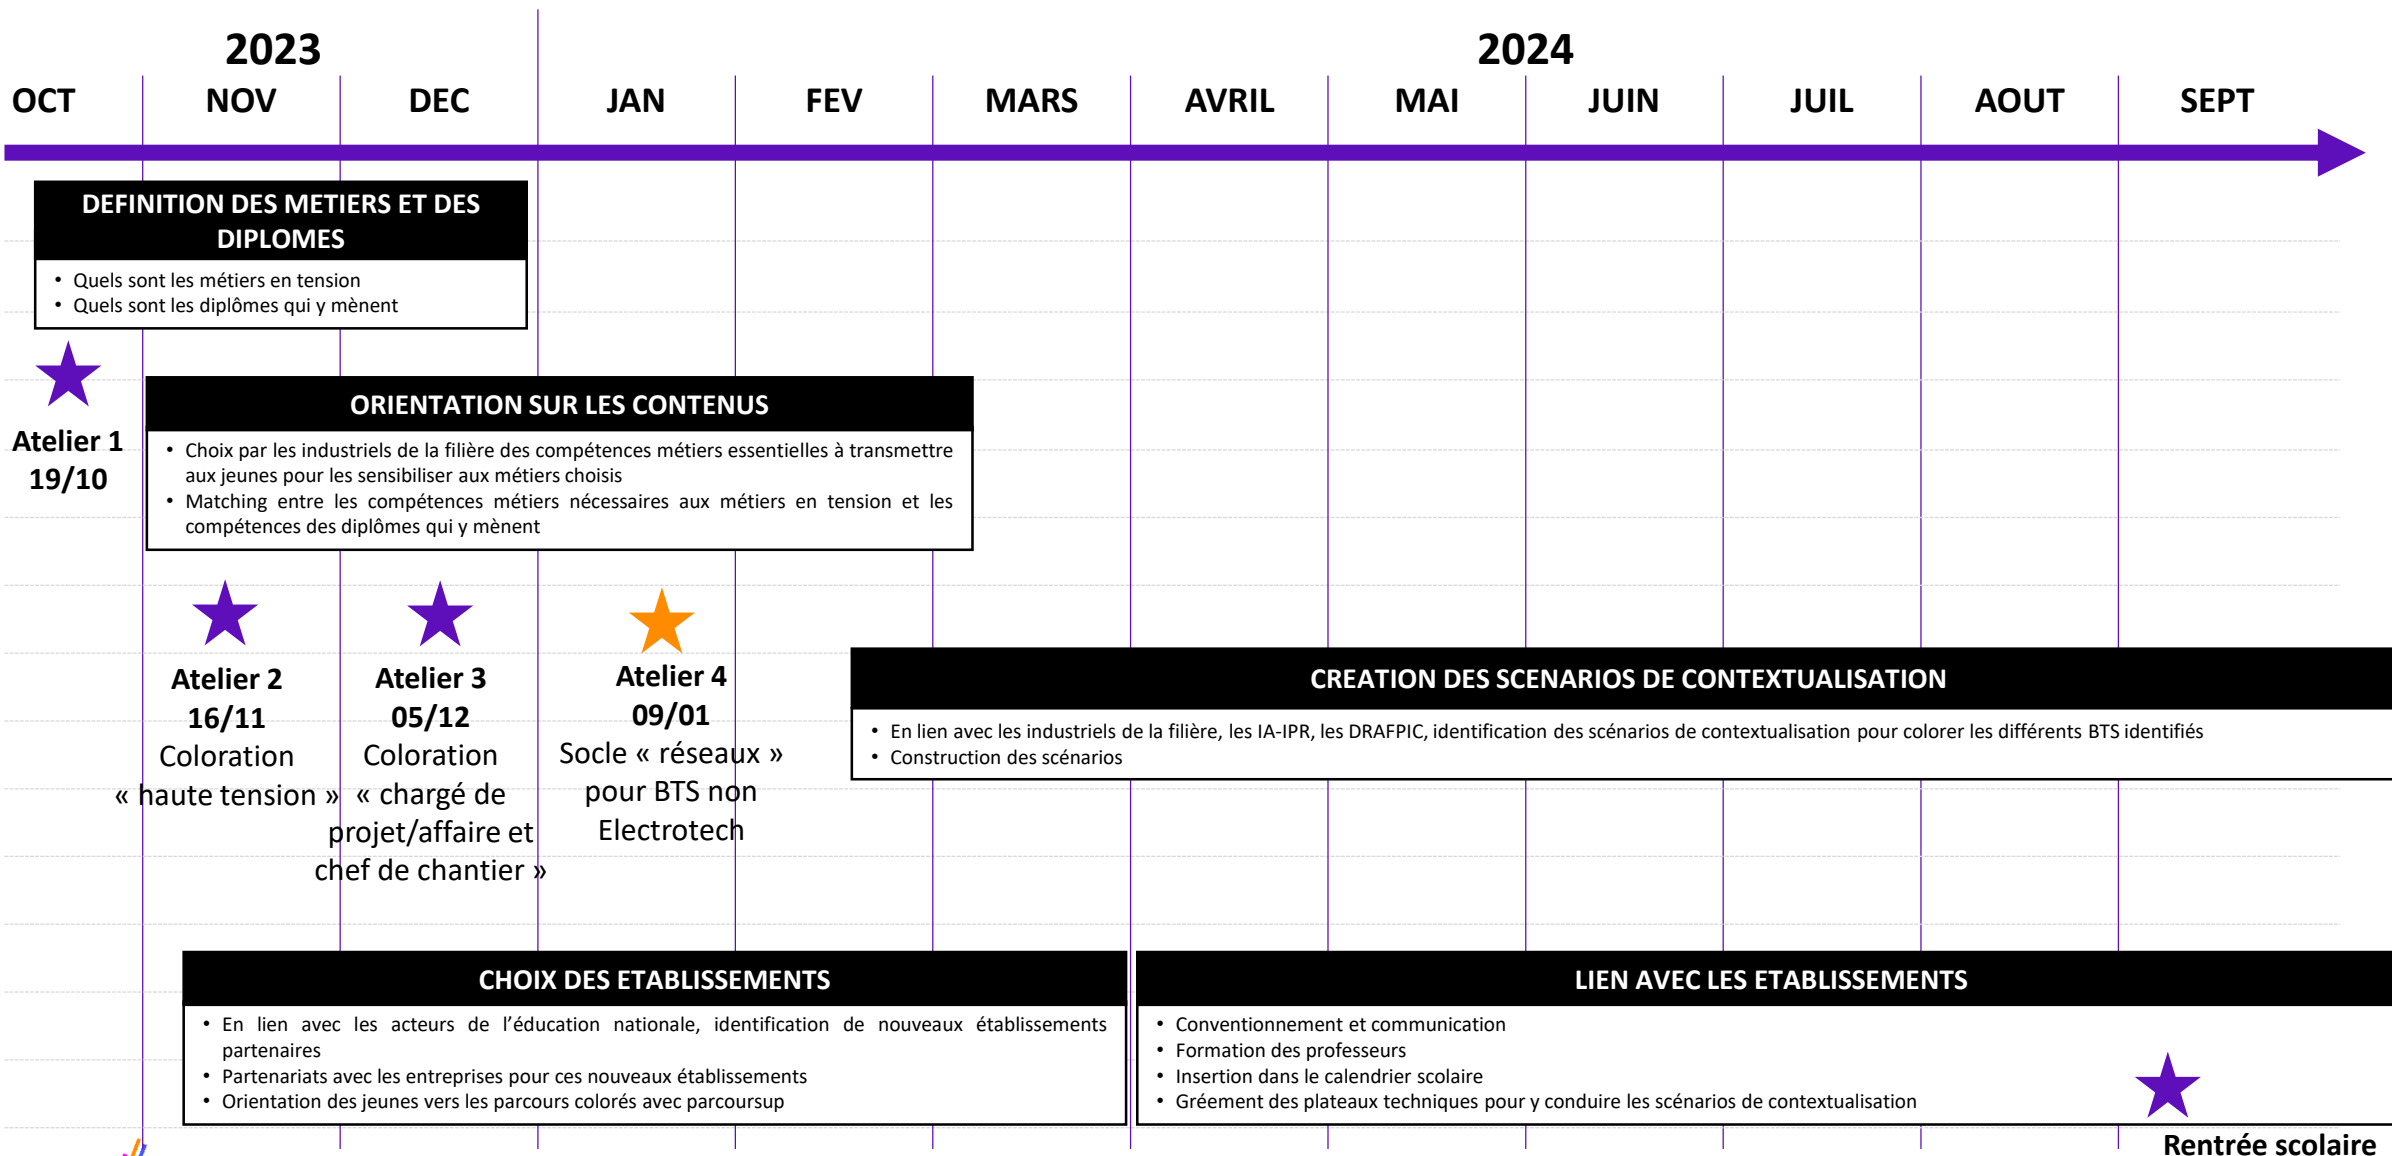 2023
2024
OCT NOV DEC JAN FEV MARS AVRIL MAI JUIN JUIL AOUT SEPT
DEFINITION DES METIERS ET DES
DIPLOMES
• Quels sont les métiers en tension
• Quels sont les diplômes qui y mènent
Atelier 1
19/10
ORIENTATION SUR LES CONTENUS
• Choix par les industriels de la filière des compétences métiers essentielles à transmettre
aux jeunes pour les sensibiliser aux métiers choisis
• Matching entre les compétences métiers nécessaires aux métiers en tension et les
compétences des diplômes qui y mènent
Atelier 2
16/11
Coloration
« haute tension »
Atelier 3
05/12
Coloration
« chargé de
projet/affaire et
chef de chantier »
Atelier 4
09/01
Socle « réseaux »
pour BTS non
Electrotech
CREATION DES SCENARIOS DE CONTEXTUALISATION
• En lien avec les industriels de la filière, les IA-IPR, les DRAFPIC, identification des scénarios de contextualisation pour colorer les différents BTS identifiés
• Construction des scénarios
CHOIX DES ETABLISSEMENTS
• En lien avec les acteurs de l’éducation nationale, identification de nouveaux établissements
partenaires
• Partenariats avec les entreprises pour ces nouveaux établissements
• Orientation des jeunes vers les parcours colorés avec parcoursup
LIEN AVEC LES ETABLISSEMENTS
• Conventionnement et communication
• Formation des professeurs
• Insertion dans le calendrier scolaire
• Gréement des plateaux techniques pour y conduire les scénarios de contextualisation
Rentrée scolaire